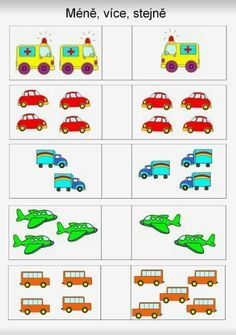 Méně, více, stejně